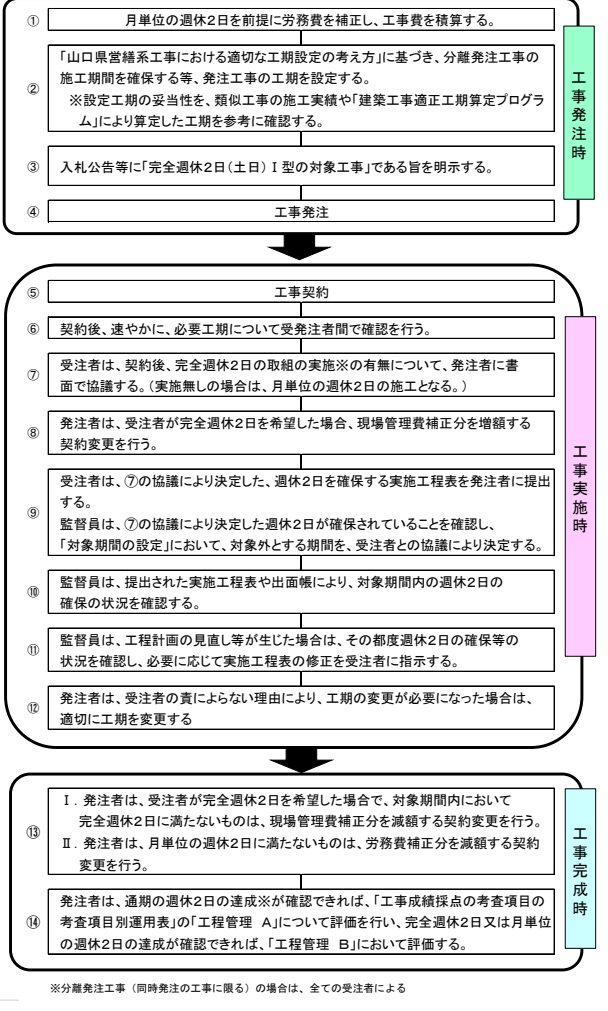 ① 月単位の週休2日を前提に労務費を補正し、工事費を積算する。
② 「山口県営繕系工事における適切な工期設定の考え方」に基づき、分離発注工事の
施工期間を確保する等、発注工事の工期を設定する。
※設定工期の妥当性を、類似工事の施工実績や「建築工事適正工期算定プログラ
ム」により算定した工期を参考に確認する。
③ 入札公告等に「完全週休2日(土日)Ⅰ型の対象工事」である旨を明示する。
④ 工事発注
工事発注時
⑤ 工事契約
⑥ 契約後、速やかに、必要工期について受発注者間で確認を行う。
⑦ 受注者は、契約後、完全週休2日の取組の実施※の有無について、発注者に書
面で協議する。(実施無しの場合は、月単位の週休2日の施工となる。)
⑧ 発注者は、受注者が完全週休2日を希望した場合、現場管理費補正分を増額する
契約変更を行う。
⑨ 受注者は、⑦の協議により決定した、週休2日を確保する実施工程表を発注者に提出
する。
監督員は、⑦の協議により決定した週休2日が確保されていることを確認し、
「対象期間の設定」において、対象外とする期間を、受注者との協議により決定する。
⑩ 監督員は、提出された実施工程表や出面帳により、対象期間内の週休2日の
確保の状況を確認する。
⑪ 監督員は、工程計画の見直し等が生じた場合は、その都度週休2日の確保等の
状況を確認し、必要に応じて実施工程表の修正を受注者に指示する。
⑫ 発注者は、受注者の責によらない理由により、工期の変更が必要になった場合は、
適切に工期を変更する
工事実施時
⑬ Ⅰ. 発注者は、受注者が完全週休2日を希望した場合で、対象期間内において
完全週休2日に満たないものは、現場管理費補正分を減額する契約変更を行う。
Ⅱ. 発注者は、月単位の週休2日に満たないものは、労務費補正分を減額する契約
変更を行う。
⑭ 発注者は、通期の週休2日の達成※が確認できれば、「工事成績採点の考査項目の
考査項目別運用表」の「工程管理 A」について評価を行い、完全週休2日又は月単位
の週休2日の達成が確認できれば、「工程管理 B」において評価する。
工事完成時
※分離発注工事(同時発注の工事に限る)の場合は、全ての受注者による